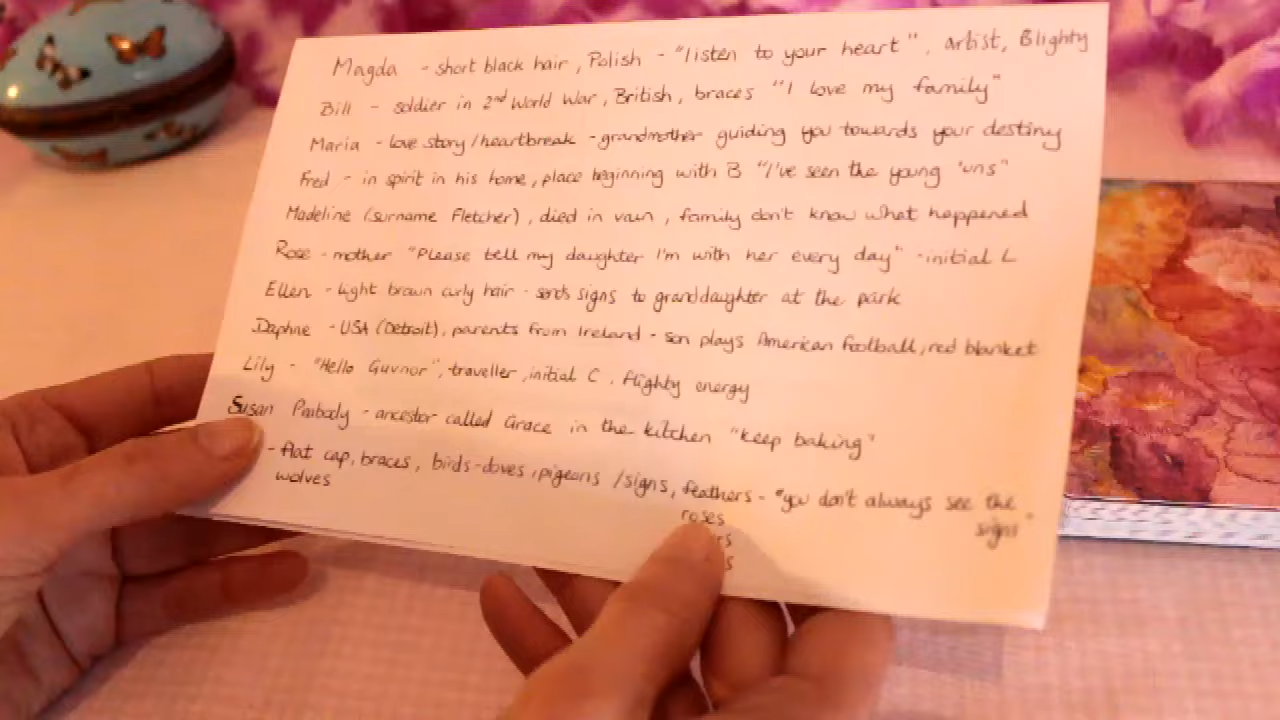 Magda - short black hair, Polish - "listen to your heart", artist, Blighty
Bill - soldier in 2nd World War, British, braces "I love my family"
Maria - love story/heartbreak - grandmother guiding you towards your destiny
Fred - in spirit in his home, place beginning with B "I've seen the young 'uns"
Madeline (surname Fletcher), died in vain, family don't know what happened
Rose - mother "Please tell my daughter I'm with her every day" - initial L
Ellen - light brown curly hair - sends signs to granddaughter at the park
Daphne - USA (Detroit), parents from Ireland - son plays American football, red blanket
Lily - "Hello Guvnor", traveller, initial C, flighty energy
Susan Peabody - ancestor called Grace in the kitchen "keep baking"
- flat cap, braces, birds-doves, pigeons /signs, feathers - "you don't always see the
wolves roses signs"